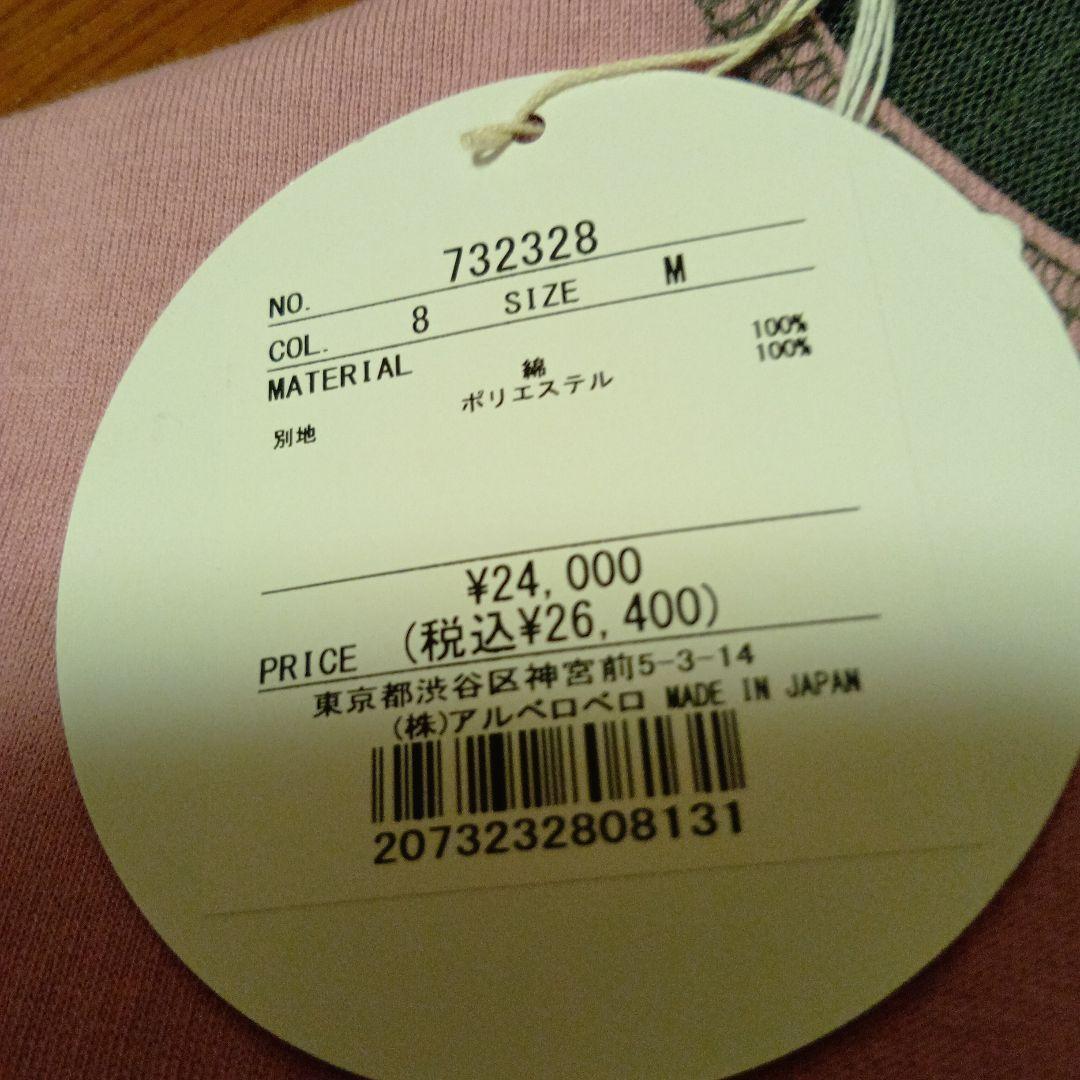 NO. 732328
COL. 8 SIZE M
MATERIAL 綿 100%
ポリエステル 100%
別地
¥24,000
PRICE (税込¥26,400)
東京都渋谷区神宮前5-3-14
(株)アルベロベロ MADE IN JAPAN
2073232808131